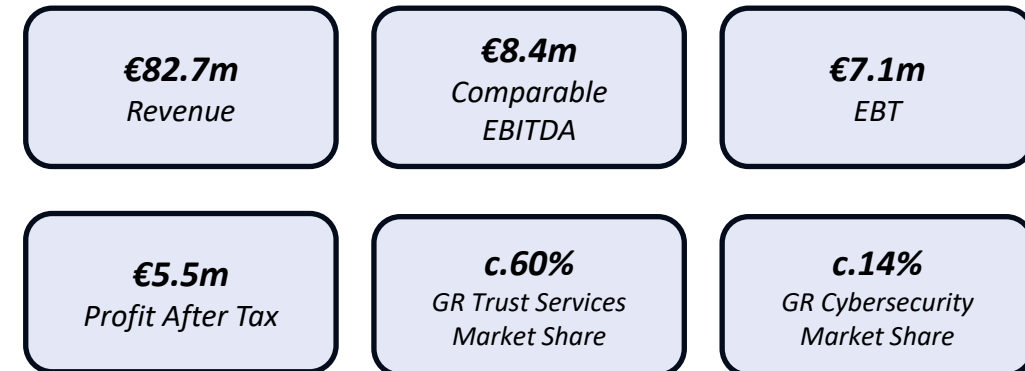 €82.7m
Revenue
€8.4m
Comparable
EBITDA
€7.1m
EBT
€5.5m
Profit After Tax
c.60%
GR Trust Services
Market Share
c.14%
GR Cybersecurity
Market Share